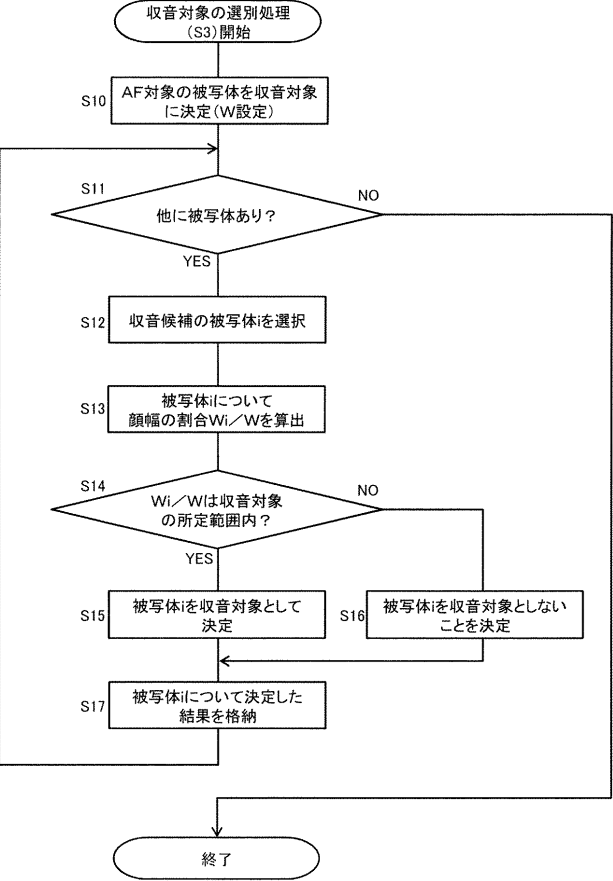 収音対象の選別処理
(S3)開始
S10
AF対象の被写体を収音対象
に決定(W設定)
S11
他に被写体あり?
NO
YES
S12
収音候補の被写体iを選択
S13
被写体iについて
顔幅の割合Wi/Wを算出
S14
Wi/Wは収音対象
の所定範囲内?
NO
YES
S15
被写体iを収音対象として
決定
S16
被写体iを収音対象としない
ことを決定
S17
被写体iについて決定した
結果を格納
終了